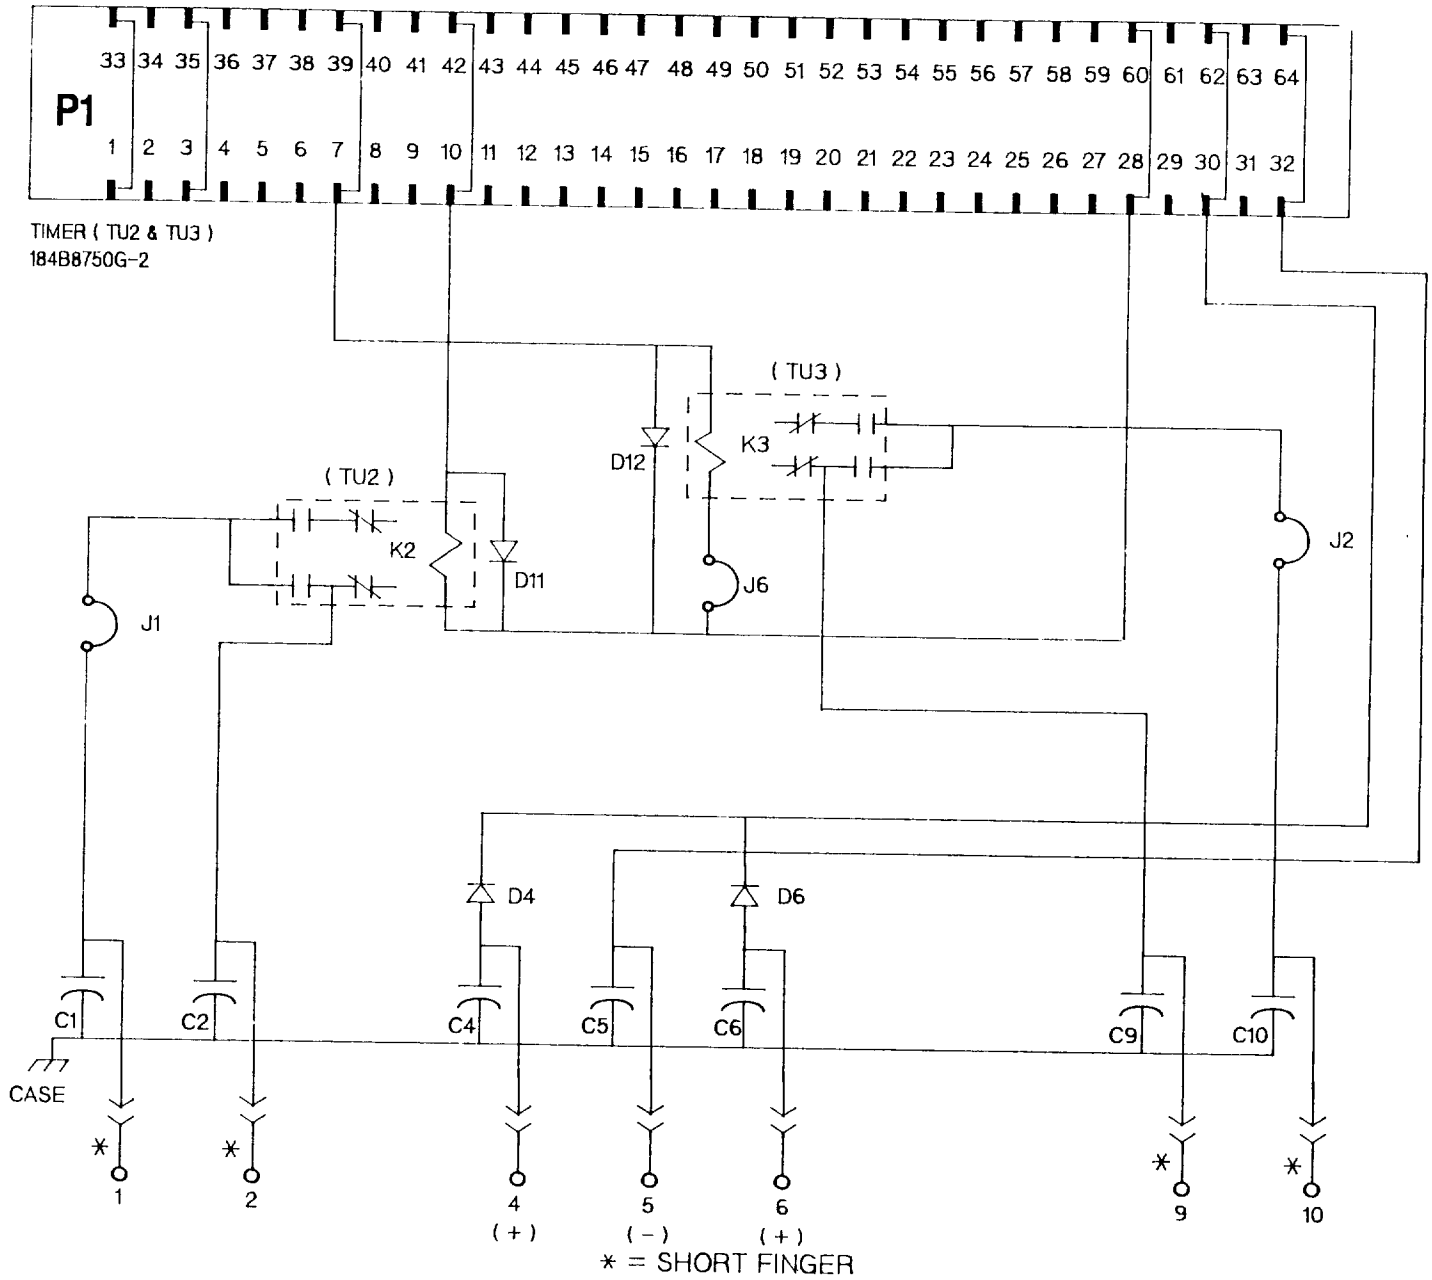 33 34 35 36 37 38 39 40 41 42 43 44 45 46 47 48 49 50 51 52 53 54 55 56 57 58 59 60 61 62 63 64
P1
1 2 3 4 5 6 7 8 9 10 11 12 13 14 15 16 17 18 19 20 21 22 23 24 25 26 27 28 29 30 31 32
TIMER ( TU2 & TU3 )
184B8750G-2
( TU3 )
K3
D12
( TU2 )
K2
D11
J6
J2
J1
D4
D6
C1
C2
C4
C5
C6
C9
C10
CASE
* * * *
1 2 4 5 6 9 10
(+) (-) (+)
* = SHORT FINGER